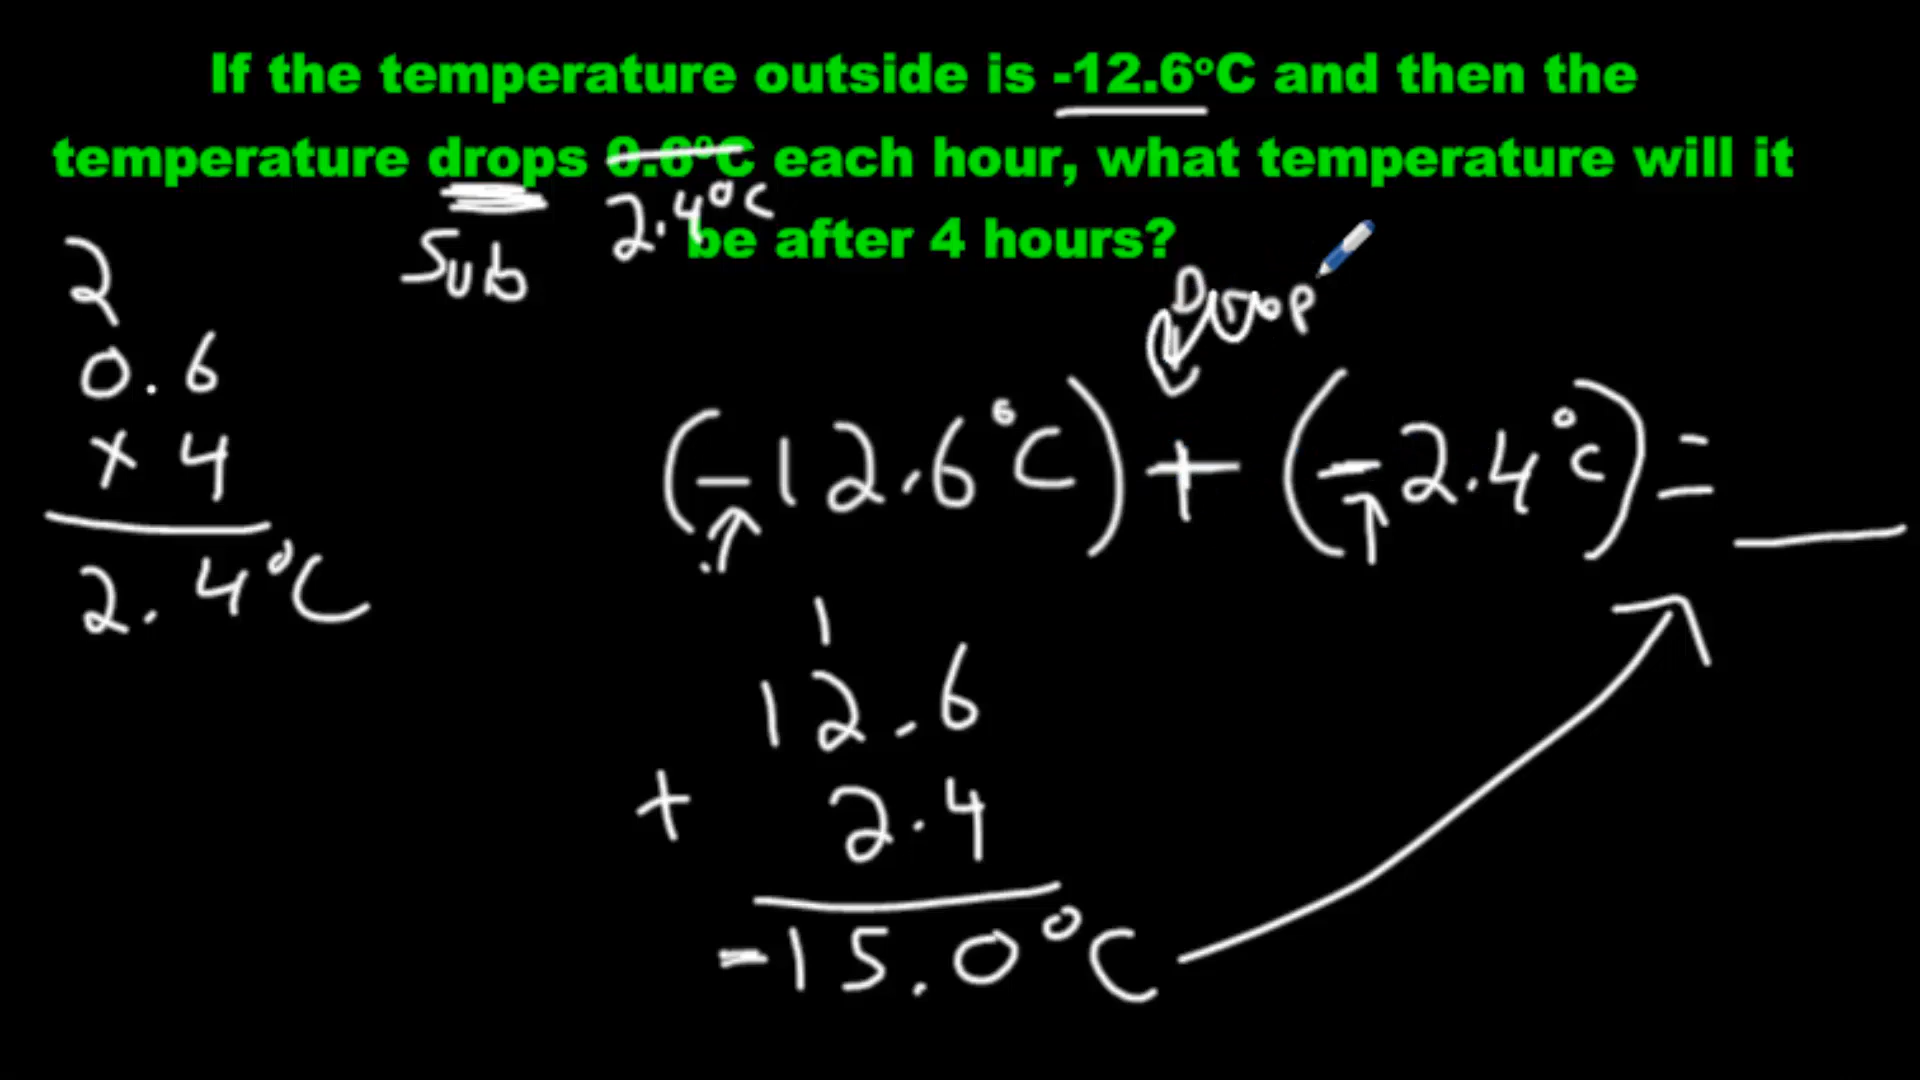 If the temperature outside is -12.6°C and then the
temperature drops 0.6°C each hour, what temperature will it
2.4°C
be after 4 hours?
Sub
2
0.6
x 4
2.4°C
Drop
(-12.6°C) + (-2.4°C) = ___
1
12.6
+ 2.4
-15.0°C